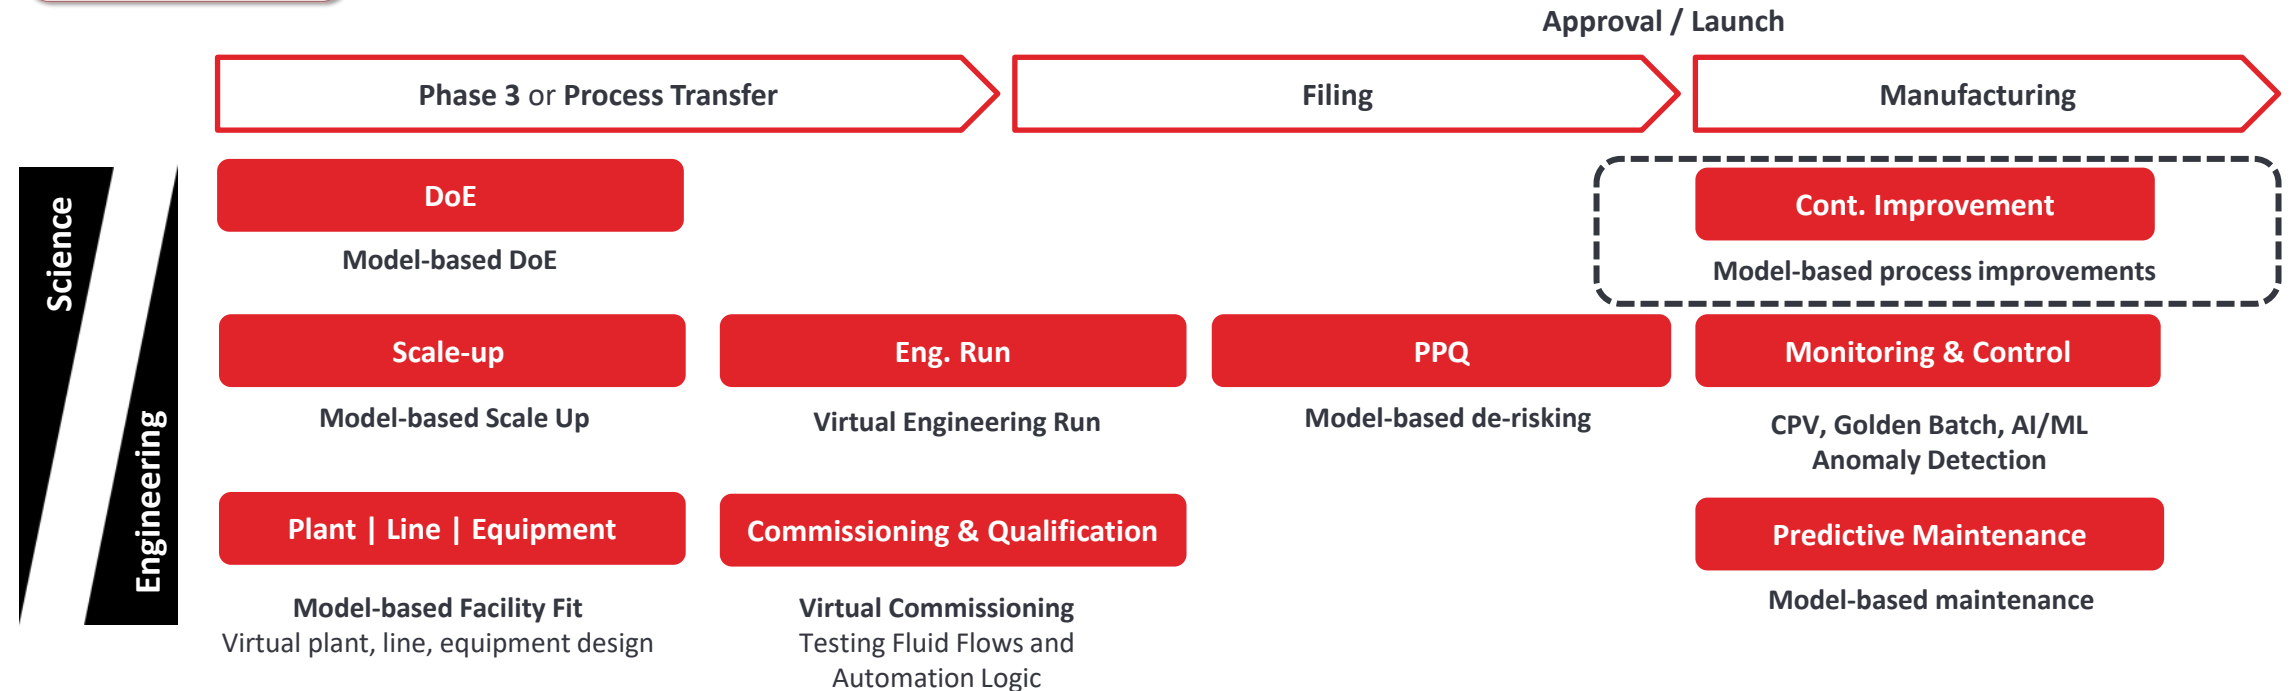 Approval / Launch
Phase 3 or Process Transfer
Filing
Manufacturing
Science
Engineering
DoE
Model-based DoE
Cont. Improvement
Model-based process improvements
Scale-up
Model-based Scale Up
Eng. Run
Virtual Engineering Run
PPQ
Model-based de-risking
Monitoring & Control
CPV, Golden Batch, AI/ML
Anomaly Detection
Plant | Line | Equipment
Model-based Facility Fit
Virtual plant, line, equipment design
Commissioning & Qualification
Virtual Commissioning
Testing Fluid Flows and
Automation Logic
Predictive Maintenance
Model-based maintenance